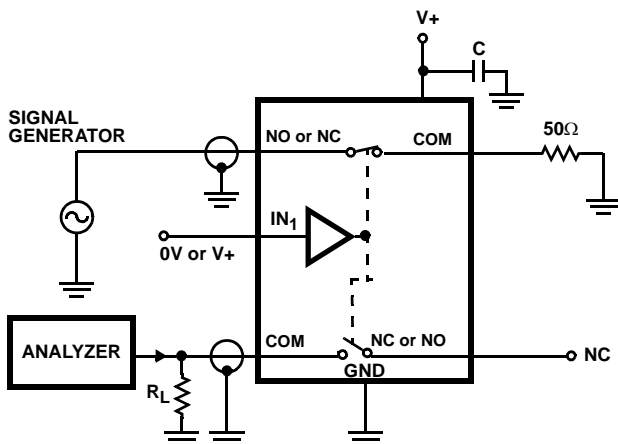 V+
C
SIGNAL
GENERATOR
NO or NC
COM
50Ω
IN1
0V or V+
ANALYZER
COM
NC or NO
NC
GND
RL